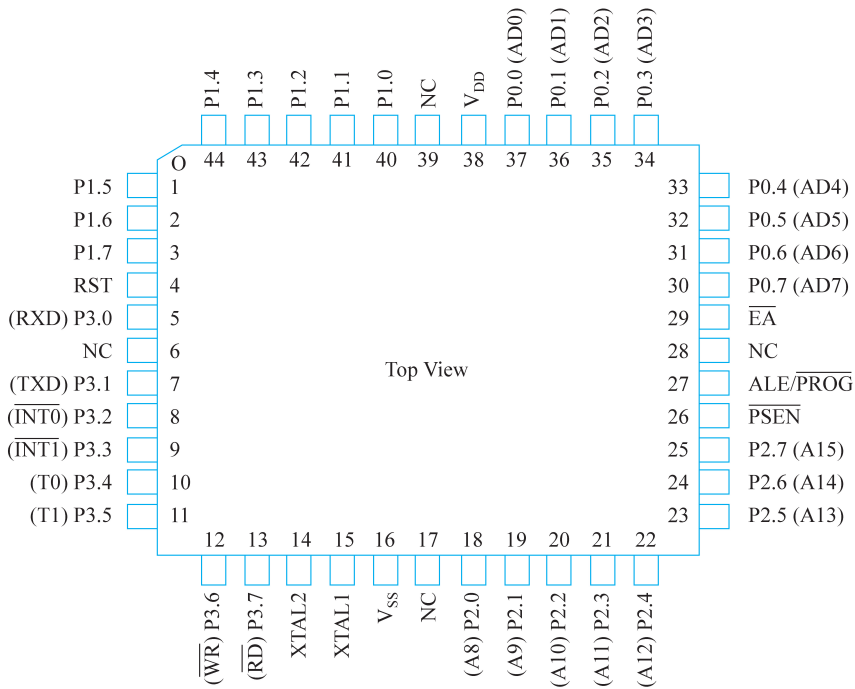 P1.4
P1.3
P1.2
P1.1
P1.0
NC
VDD
P0.0 (AD0)
P0.1 (AD1)
P0.2 (AD2)
P0.3 (AD3)
O
44
43
42
41
40
39
38
37
36
35
34
P1.5 1
P1.6 2
P1.7 3
RST 4
(RXD) P3.0 5
NC 6
(TXD) P3.1 7
(I̅N̅T̅0̅) P3.2 8
(I̅N̅T̅1̅) P3.3 9
(T0) P3.4 10
(T1) P3.5 11
Top View
33 P0.4 (AD4)
32 P0.5 (AD5)
31 P0.6 (AD6)
30 P0.7 (AD7)
29 E̅A̅
28 NC
27 ALE/P̅R̅O̅G̅
26 P̅S̅E̅N̅
25 P2.7 (A15)
24 P2.6 (A14)
23 P2.5 (A13)
12
13
14
15
16
17
18
19
20
21
22
(W̅R̅) P3.6
(R̅D̅) P3.7
XTAL2
XTAL1
VSS
NC
(A8) P2.0
(A9) P2.1
(A10) P2.2
(A11) P2.3
(A12) P2.4